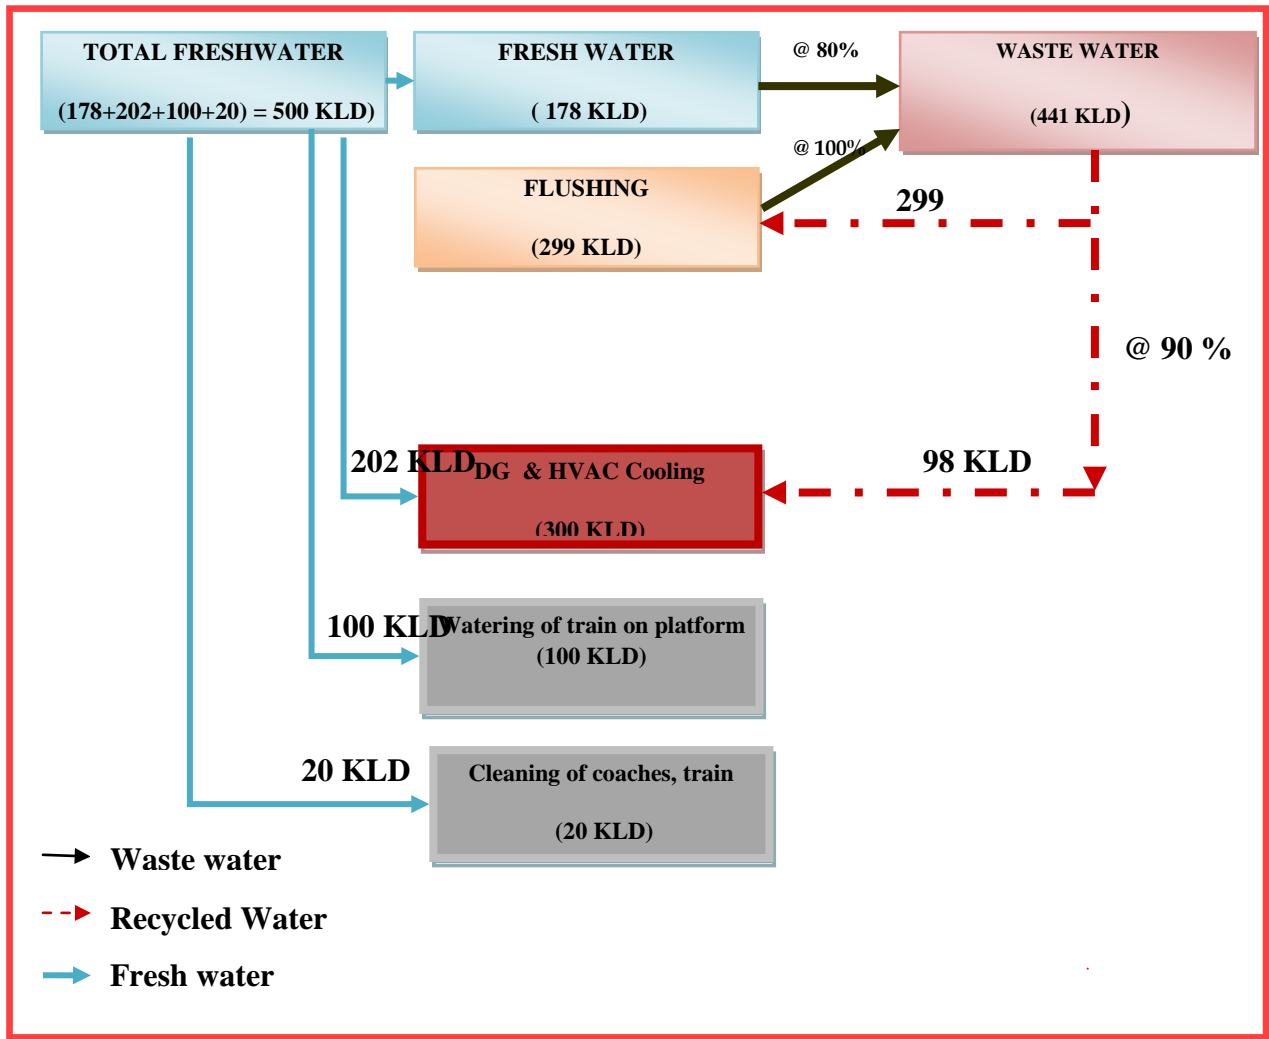 TOTAL FRESHWATER
(178+202+100+20) = 500 KLD)
FRESH WATER
( 178 KLD)
@ 80%
WASTE WATER
(441 KLD)
@ 100%
FLUSHING
(299 KLD)
299
@ 90 %
202 KLD
DG & HVAC Cooling
(300 KLD)
98 KLD
100 KLD
Watering of train on platform
(100 KLD)
20 KLD
Cleaning of coaches, train
(20 KLD)
Waste water
Recycled Water
Fresh water